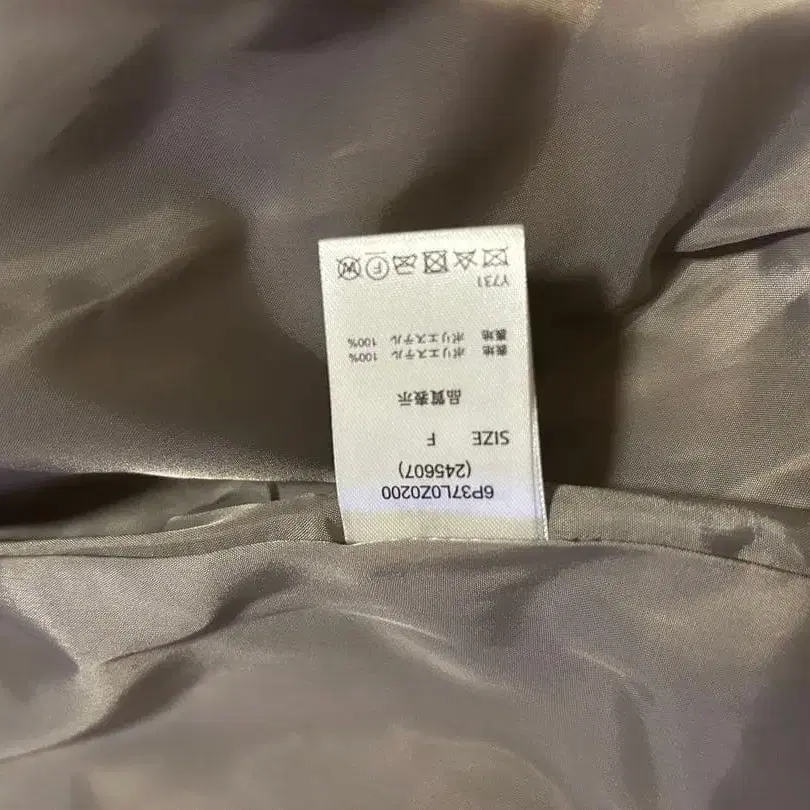 6P37L0Z0200
(245607)
SIZE F
品質表示
表地 ポリエステル 100%
裏地 ポリエステル 100%
Y731
F W